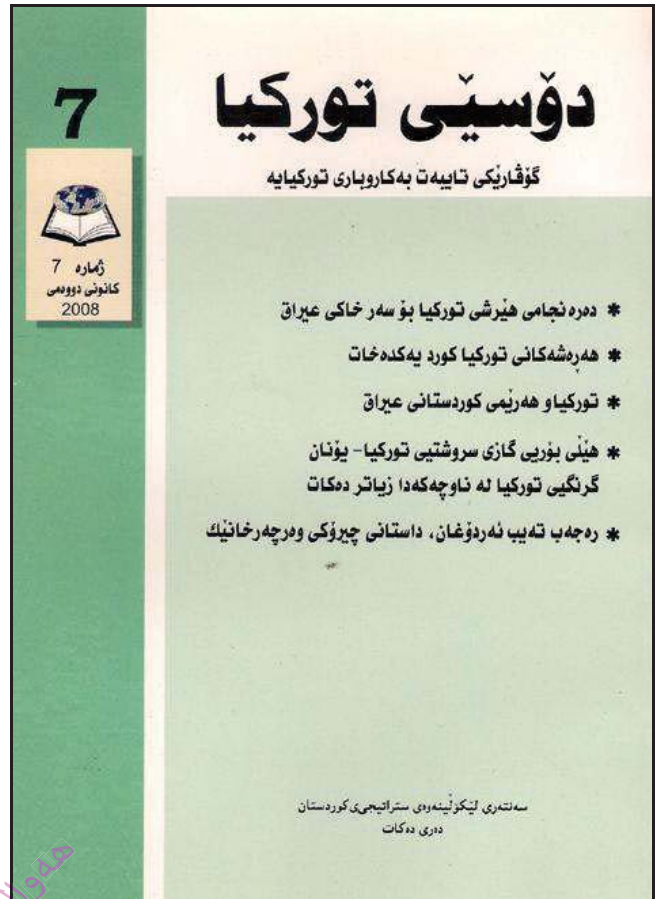 7
دۆسێی تورکیا
گۆڤارێکی تایبەت بەکاروباری تورکیایە
ژمارە 7
کانونی دووەمی
2008
* دەرەنجامی هێرشی تورکیا بۆ سەر خاکی عیراق
* هەڕەشەکانی تورکیا کورد یەکدەخات
* تورکیاو هەرێمی کوردستانی عیراق
* هێڵی بۆریی گازی سروشتیی تورکیا- یۆنان
گرنگیی تورکیا لە ناوچەکەدا زیاتر دەکات
* رەجەب تەیب ئەردۆغان، داستانی چیرۆکی وەرچەرخانێك
سەنتەری لێکۆڵینەوەی ستراتیجیی کوردستان
دەری دەکات